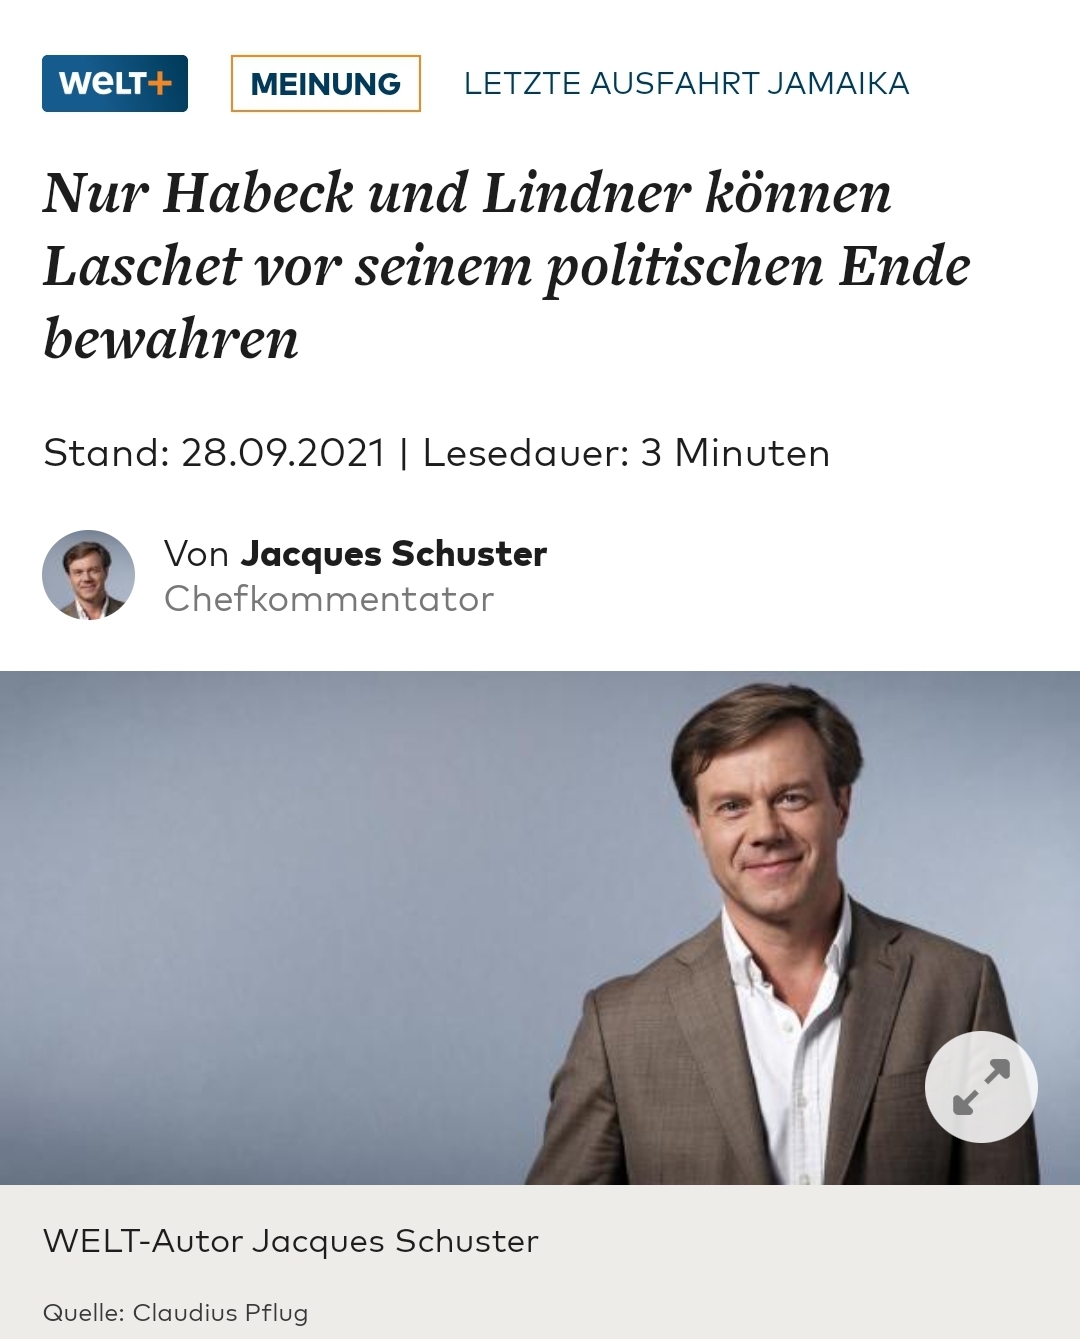 WELT+ MEINUNG LETZTE AUSFAHRT JAMAIKA
Nur Habeck und Lindner können
Laschet vor seinem politischen Ende
bewahren
Stand: 28.09.2021 | Lesedauer: 3 Minuten
Von Jacques Schuster
Chefkommentator
WELT-Autor Jacques Schuster
Quelle: Claudius Pflug